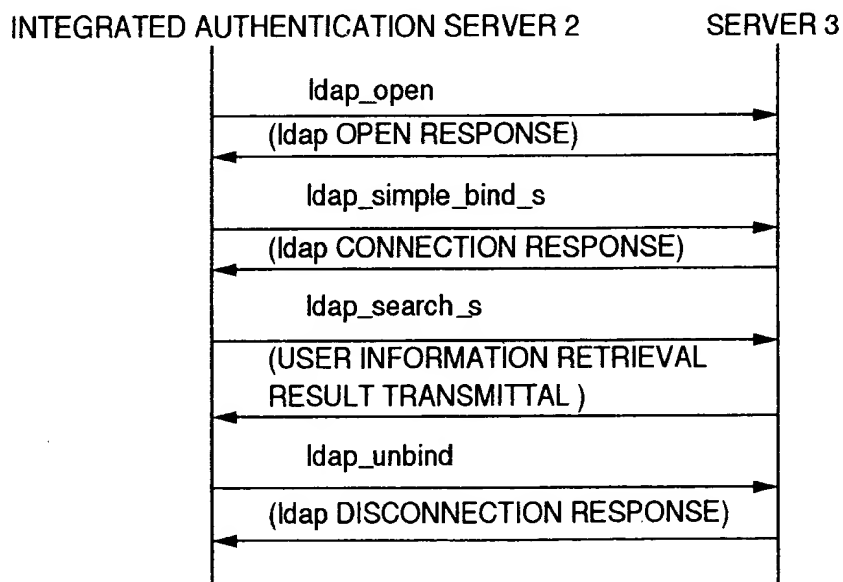 INTEGRATED AUTHENTICATION SERVER 2 SERVER 3
ldap_open
(ldap OPEN RESPONSE)
ldap_simple_bind_s
(ldap CONNECTION RESPONSE)
ldap_search_s
(USER INFORMATION RETRIEVAL
RESULT TRANSMITTAL )
ldap_unbind
(ldap DISCONNECTION RESPONSE)